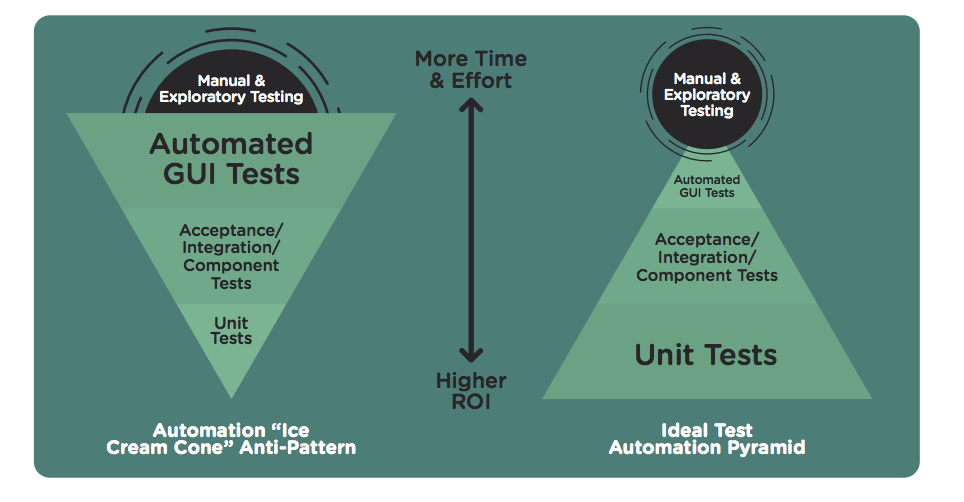 Manual &
Exploratory Testing
Automated
GUI Tests
Acceptance/
Integration/
Component
Tests
Unit
Tests
Automation “Ice
Cream Cone” Anti-Pattern
More Time
& Effort
Higher
ROI
Manual &
Exploratory
Testing
Automated
GUI Tests
Acceptance/
Integration/
Component Tests
Unit Tests
Ideal Test
Automation Pyramid